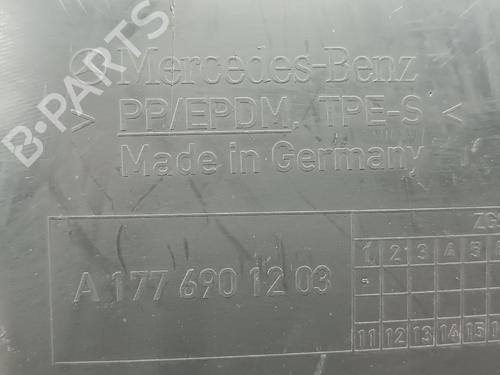 Mercedes-Benz
> PP/EPDM, TPE-S <
Made in Germany
ZS
1 2 3 4 5
A 177 690 12 03
11 12 13 14 15
B-PARTS